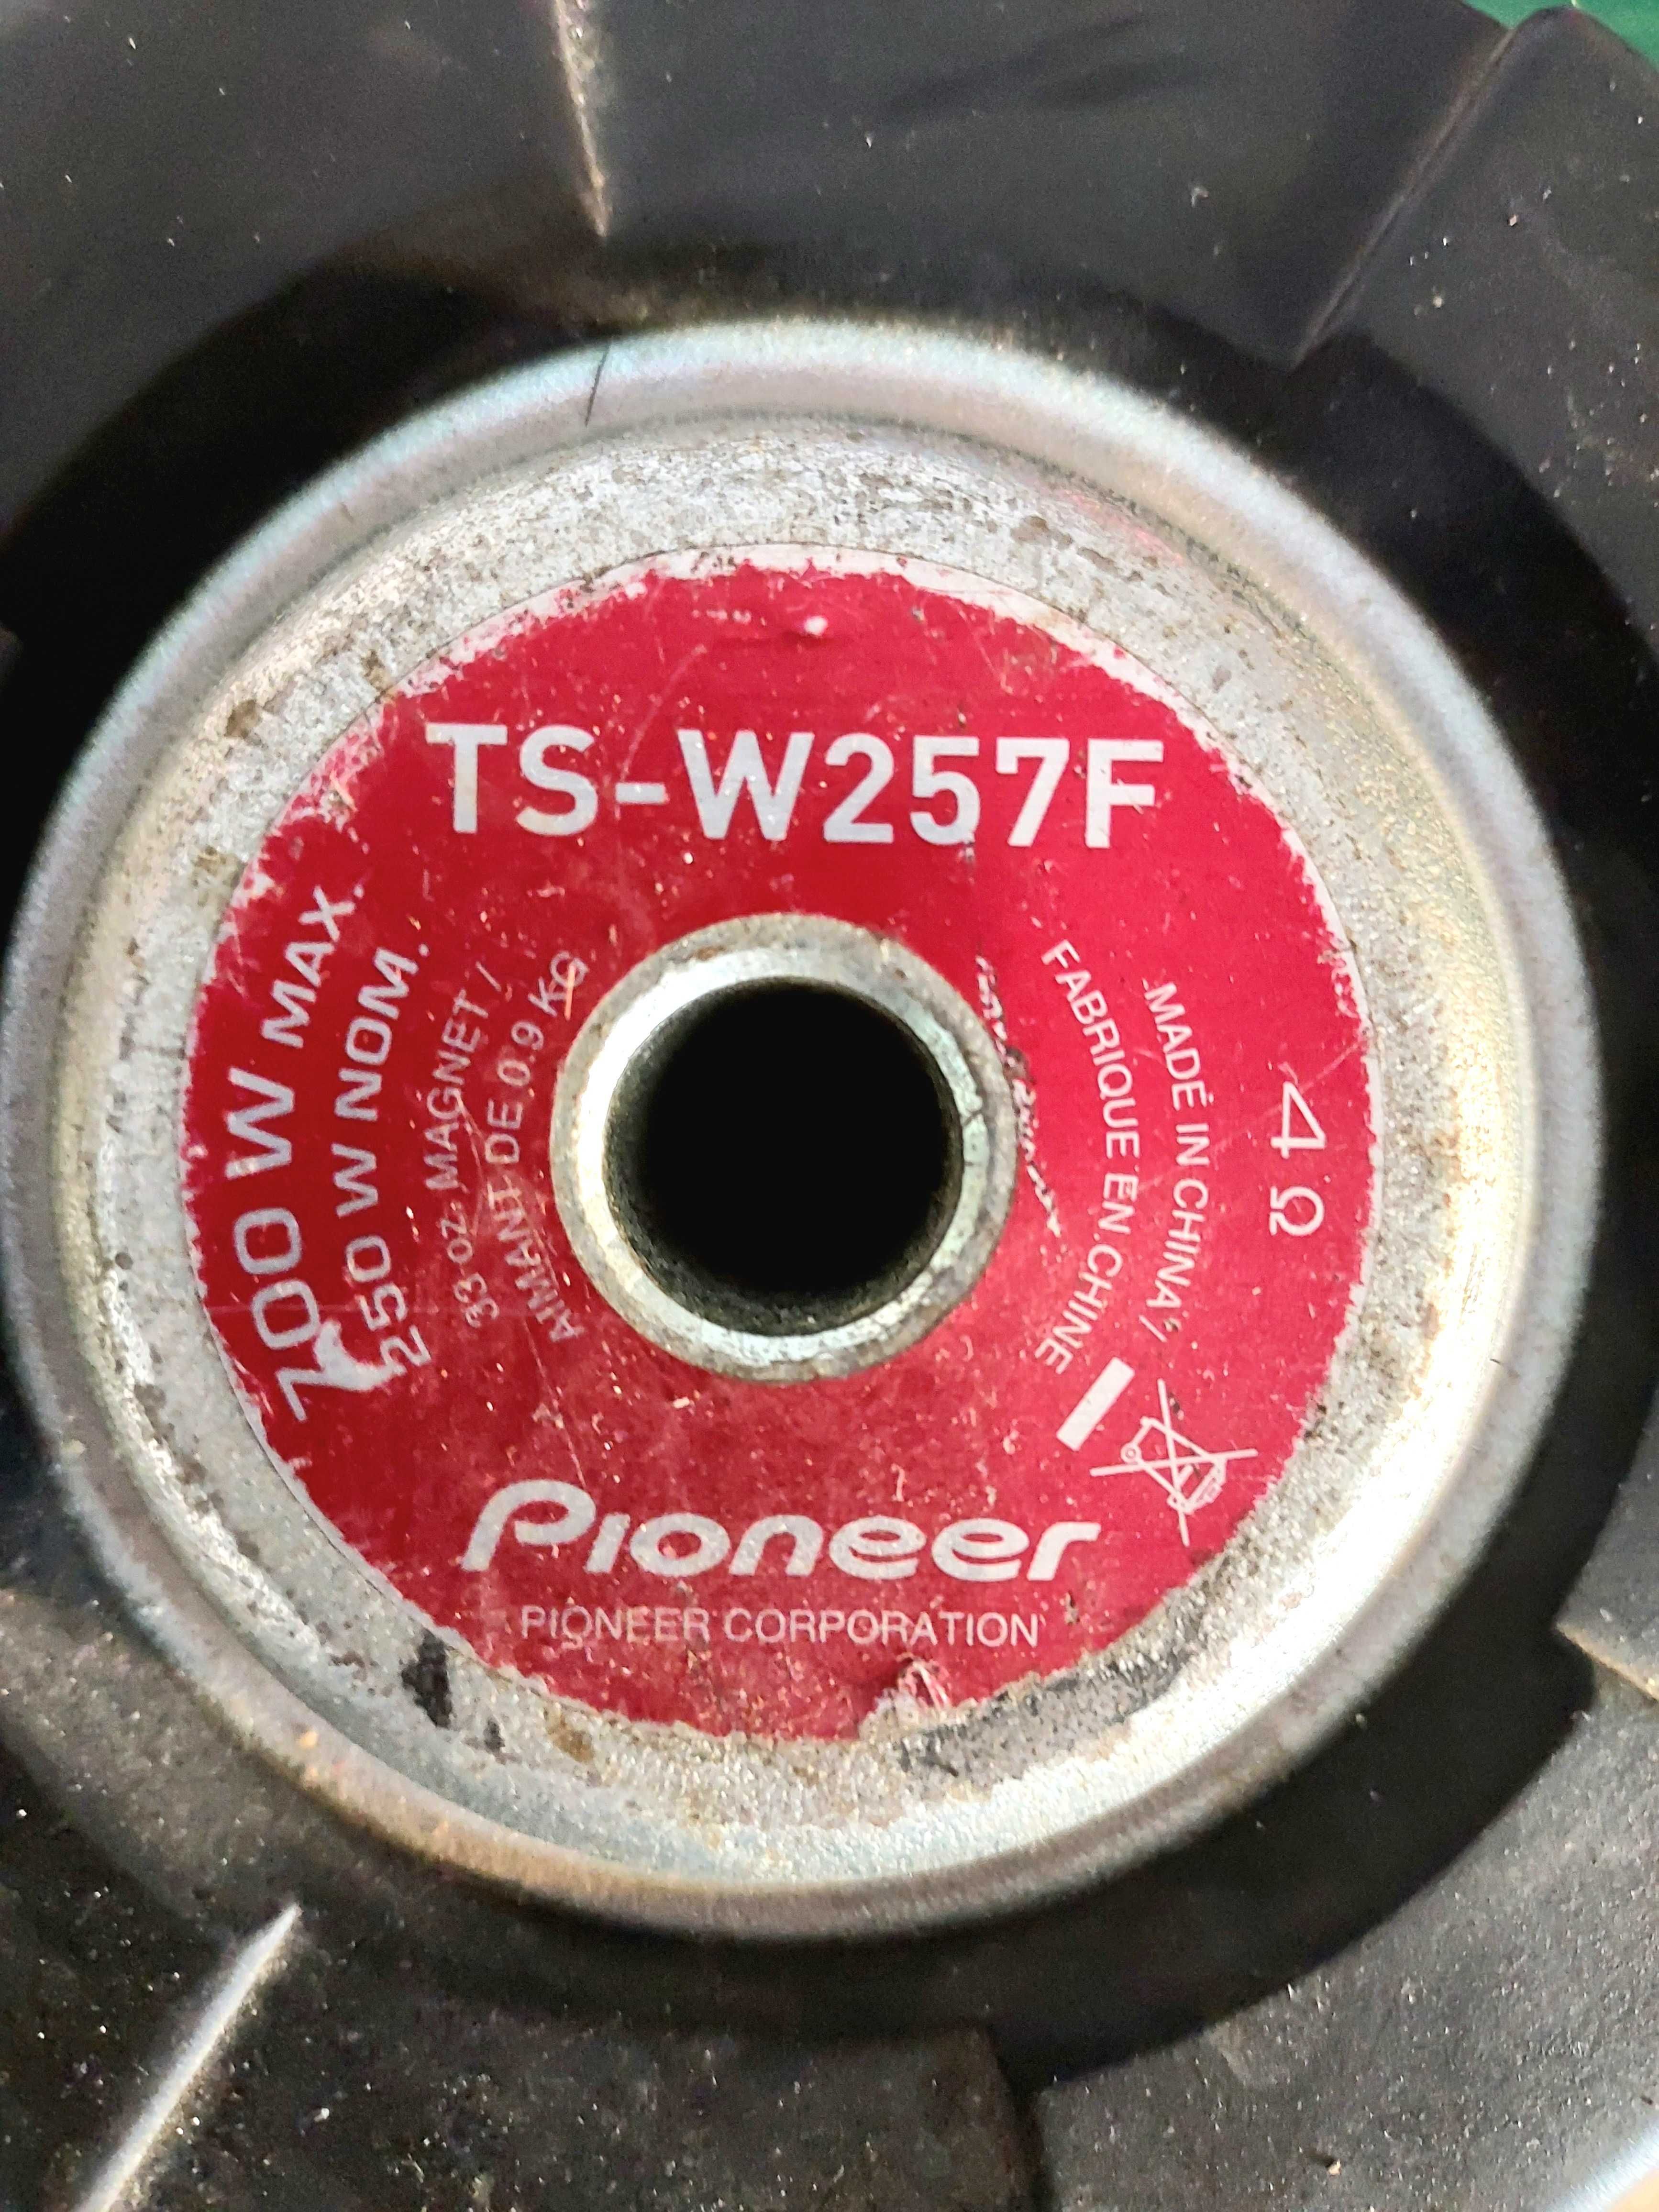 TS-W257F
700 W MAX.
250 W NOM.
33 oz. MAGNET /
AIMANT DE 0.9 KG
4 Ω
MADE IN CHINA /
FABRIQUE EN CHINE
Pioneer
PIONEER CORPORATION